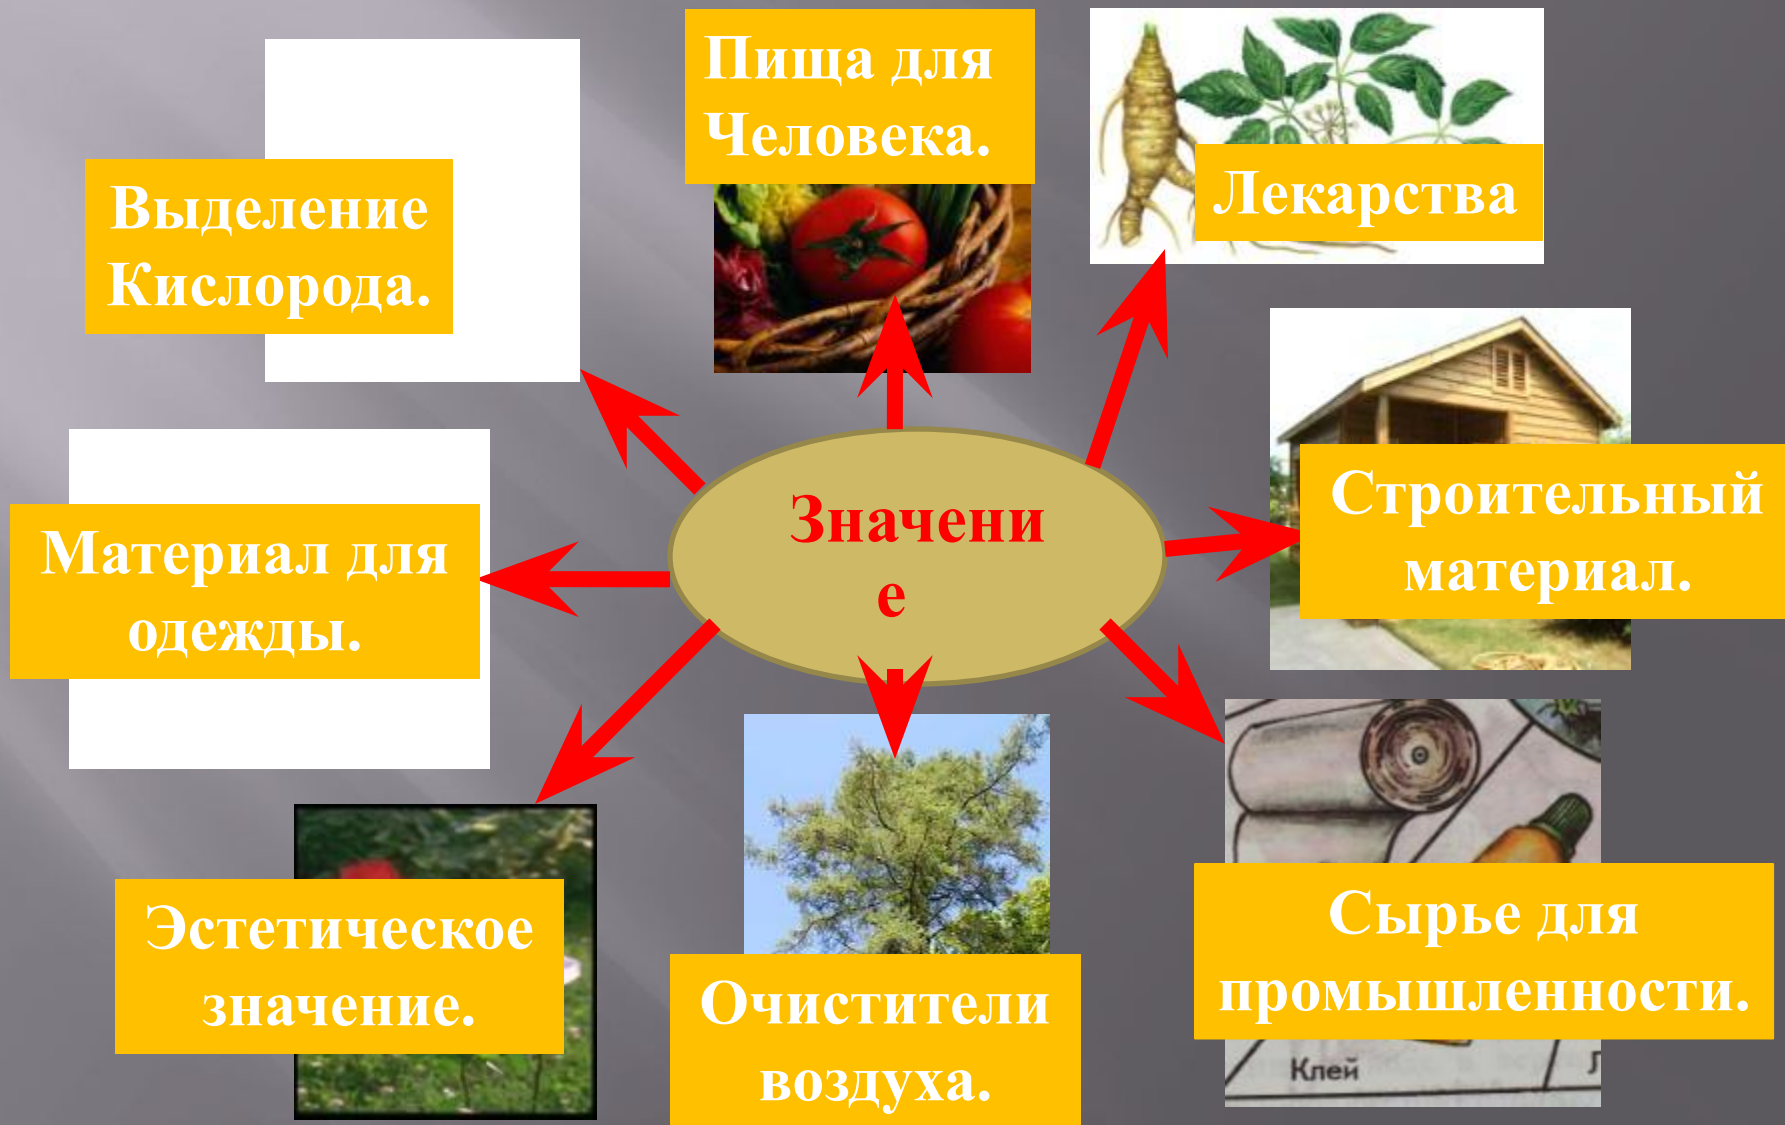 Пища для
Человека.
Лекарства
Выделение
Кислорода.
Строительный
материал.
Значени
е
Материал для
одежды.
Эстетическое
значение.
Очистители
воздуха.
Сырье для
промышленности.
Клей